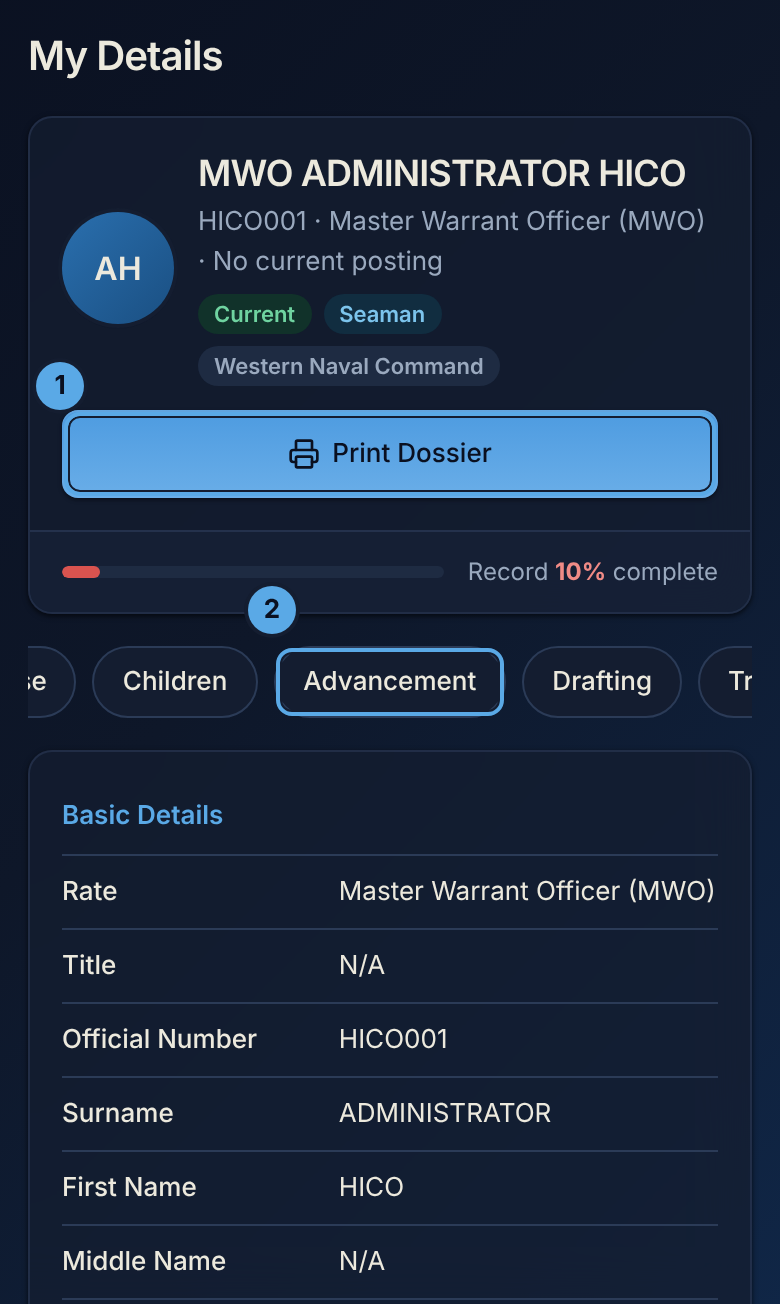 My Details
MWO ADMINISTRATOR HICO
HICO001 · Master Warrant Officer (MWO)
· No current posting
AH
Current
Seaman
Western Naval Command
1
Print Dossier
Record 10% complete
2
se
Children
Advancement
Drafting
Tr
Basic Details
Rate Master Warrant Officer (MWO)
Title N/A
Official Number HICO001
Surname ADMINISTRATOR
First Name HICO
Middle Name N/A